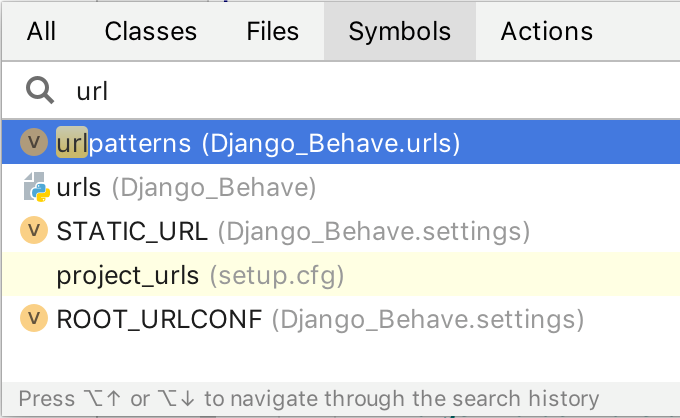 All Classes Files Symbols Actions
url
V urlpatterns (Django_Behave.urls)
urls (Django_Behave)
V STATIC_URL (Django_Behave.settings)
project_urls (setup.cfg)
V ROOT_URLCONF (Django_Behave.settings)
Press ⌥↑ or ⌥↓ to navigate through the search history